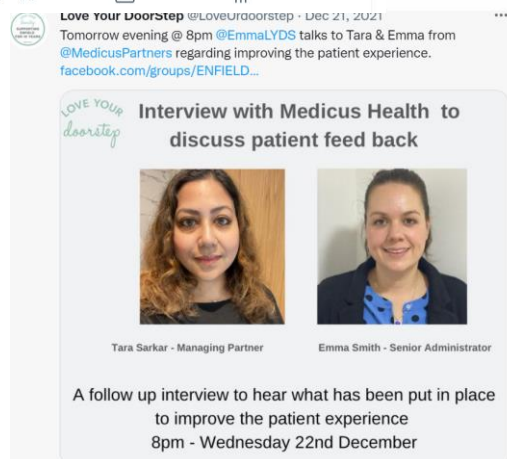 Love Your DoorStep @LoveUrdoorstep · Dec 21, 2021
Tomorrow evening @ 8pm @EmmaLYDS talks to Tara & Emma from
@MedicusPartners regarding improving the patient experience.
facebook.com/groups/ENFIELD...
LOVE YOUR
doorstep
Interview with Medicus Health to
discuss patient feed back
Tara Sarkar - Managing Partner
Emma Smith - Senior Administrator
A follow up interview to hear what has been put in place
to improve the patient experience
8pm - Wednesday 22nd December